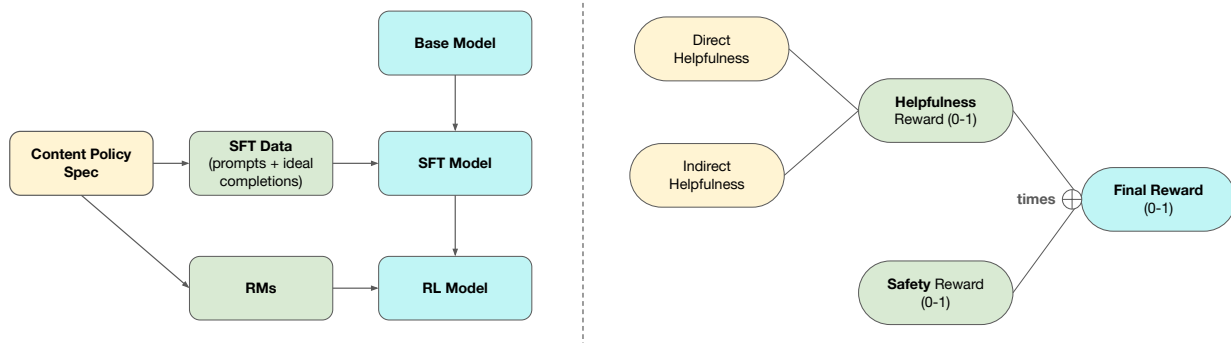 Base Model
Content Policy
Spec
SFT Data
(prompts + ideal
completions)
SFT Model
RMs
RL Model
Direct
Helpfulness
Indirect
Helpfulness
Helpfulness
Reward (0-1)
times
Final Reward
(0-1)
Safety Reward
(0-1)